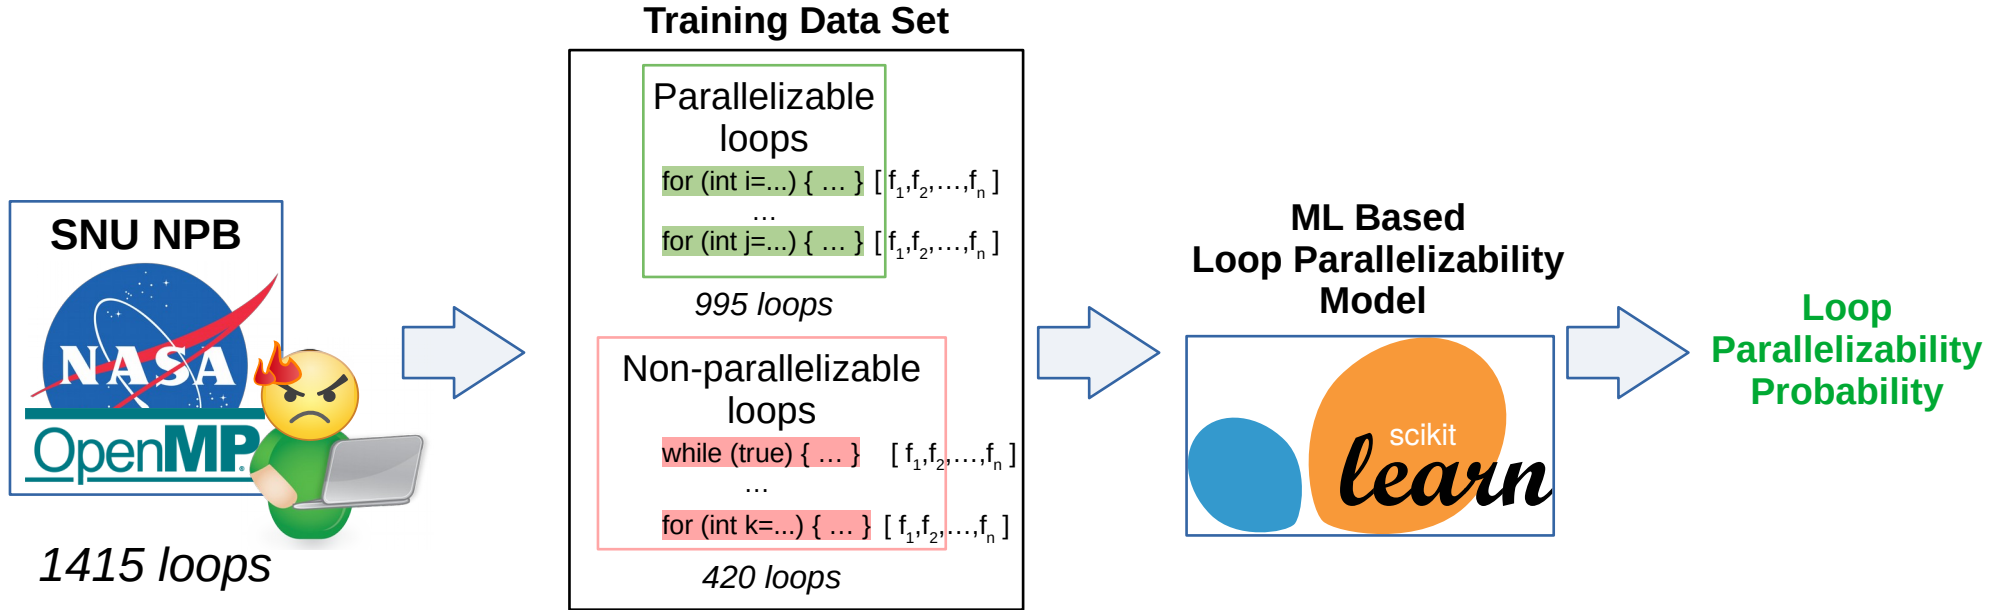 Training Data Set
Parallelizable
loops
for (int i=...) { … } [ f1,f2,…,fn ]
…
for (int j=...) { … } [ f1,f2,…,fn ]
995 loops
Non-parallelizable
loops
while (true) { … } [ f1,f2,…,fn ]
…
for (int k=...) { … } [ f1,f2,…,fn ]
420 loops
SNU NPB
NASA
OpenMP
1415 loops
ML Based
Loop Parallelizability
Model
scikit
learn
Loop
Parallelizability
Probability